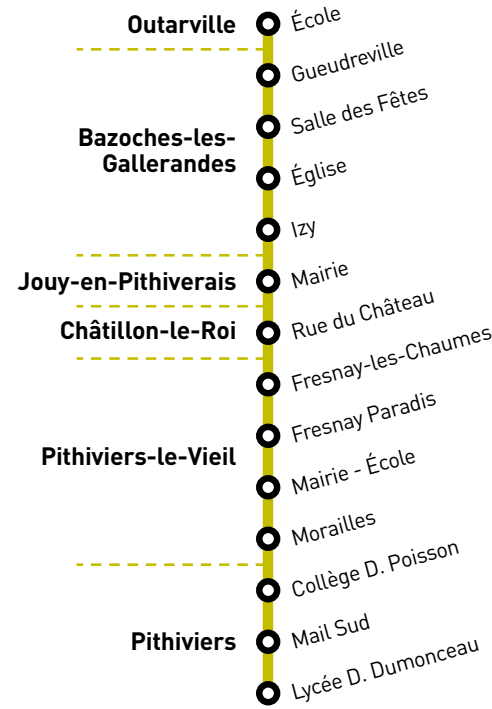 Outarville
École
Gueudreville
Salle des Fêtes
Bazoches-les-
Gallerandes
Église
Izy
Jouy-en-Pithiverais
Mairie
Châtillon-le-Roi
Rue du Château
Fresnay-les-Chaumes
Fresnay Paradis
Pithiviers-le-Vieil
Mairie - École
Morailles
Collège D. Poisson
Pithiviers
Mail Sud
Lycée D. Dumonceau